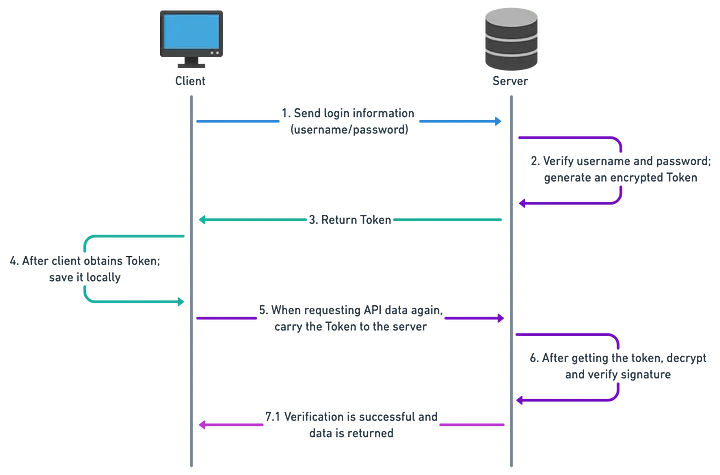 Client
Server
1. Send login information
(username/password)
2. Verify username and password;
generate an encrypted Token
3. Return Token
4. After client obtains Token;
save it locally
5. When requesting API data again,
carry the Token to the server
6. After getting the token, decrypt
and verify signature
7.1 Verification is successful and
data is returned